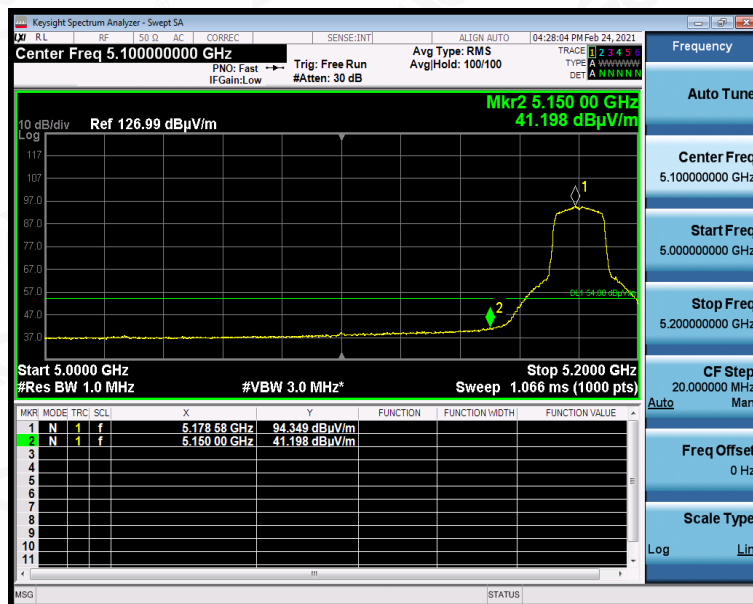 Keysight Spectrum Analyzer - Swept SA
LXI RL RF 50 Ω AC CORREC SENSE:INT ALIGN AUTO 04:28:04 PM Feb 24, 2021
Center Freq 5.100000000 GHz
PNO: Fast
IFGain:Low
Trig: Free Run
#Atten: 30 dB
Avg Type: RMS
Avg|Hold: 100/100
TRACE 1 2 3 4 5 6
TYPE A WWWWW
DET A N N N N N
Mkr2 5.150 00 GHz
41.198 dBµV/m
10 dB/div Ref 126.99 dBµV/m
Log
117
107
97.0
87.0
77.0
67.0
57.0
47.0
37.0
1
2
DL1 54.00 dBµV/m
Start 5.0000 GHz Stop 5.2000 GHz
#Res BW 1.0 MHz #VBW 3.0 MHz* Sweep 1.066 ms (1000 pts)
MKR MODE TRC SCL X Y FUNCTION FUNCTION WIDTH FUNCTION VALUE
1 N 1 f 5.178 58 GHz 94.349 dBµV/m
2 N 1 f 5.150 00 GHz 41.198 dBµV/m
3
4
5
6
7
8
9
10
11
MSG STATUS
Frequency
Auto Tune
Center Freq
5.100000000 GHz
Start Freq
5.000000000 GHz
Stop Freq
5.200000000 GHz
CF Step
20.000000 MHz
Auto Man
Freq Offset
0 Hz
Scale Type
Log Lin